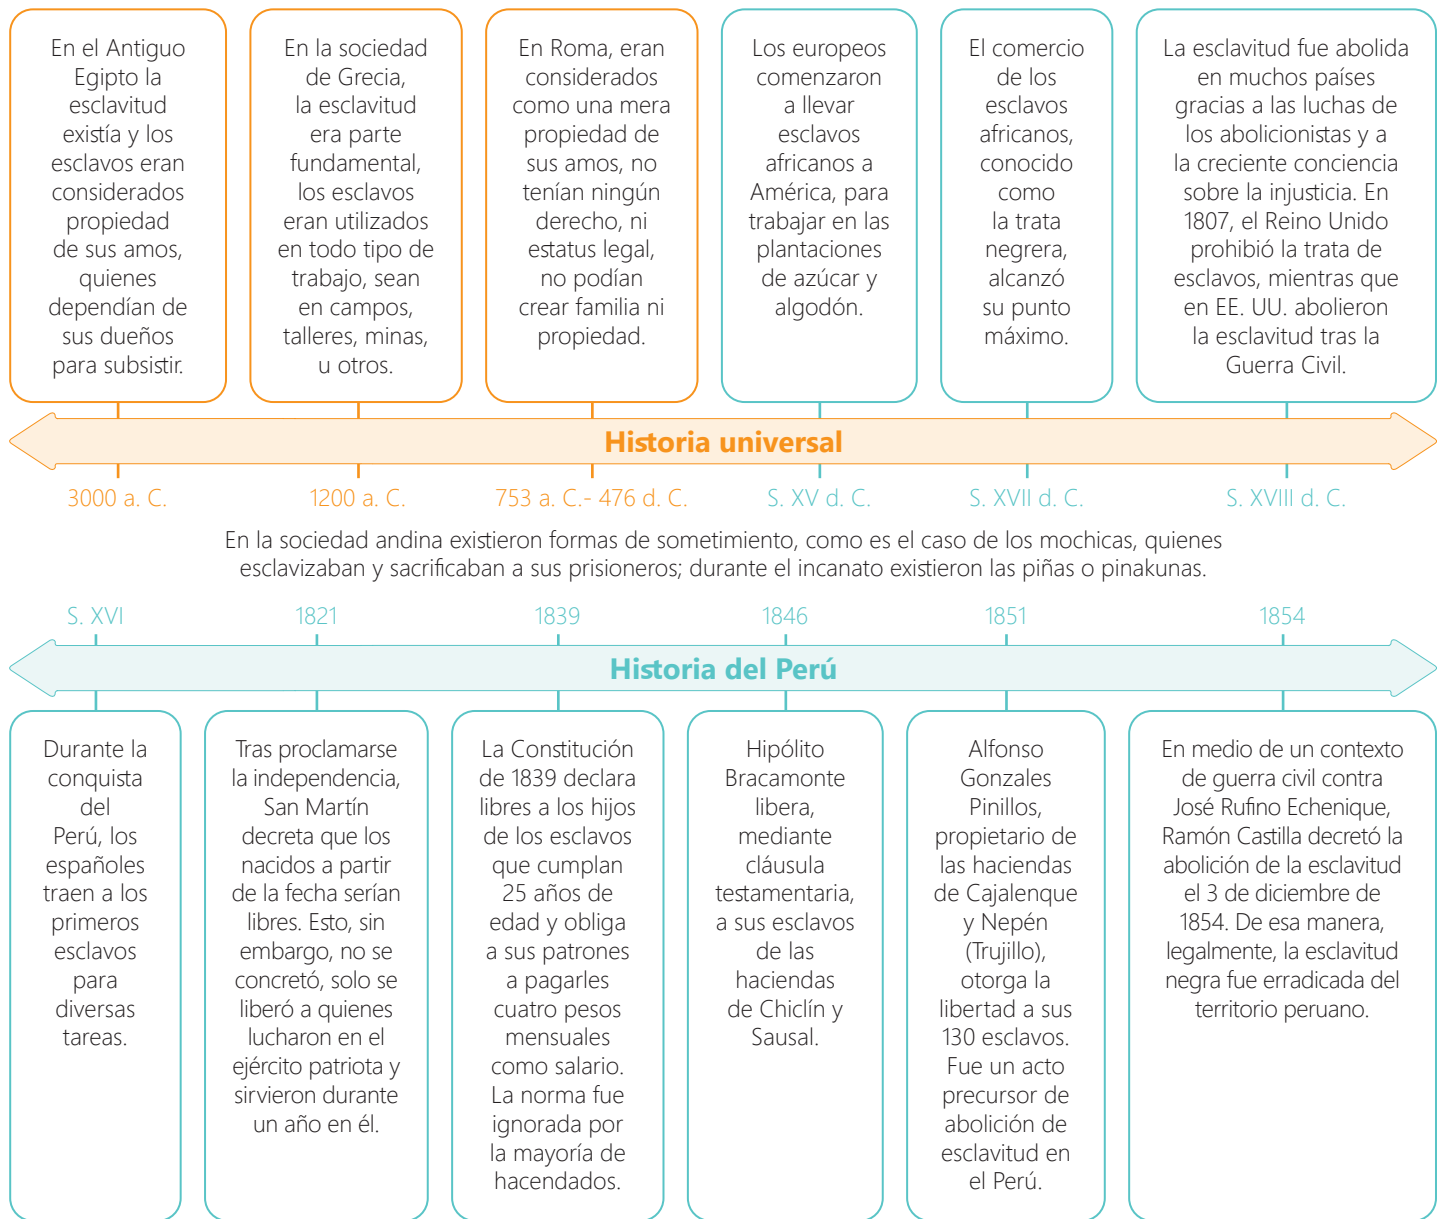 En el Antiguo
Egipto la
esclavitud
existía y los
esclavos eran
considerados
propiedad
de sus amos,
quienes
dependían de
sus dueños
para subsistir.
En la sociedad
de Grecia,
la esclavitud
era parte
fundamental,
los esclavos
eran utilizados
en todo tipo de
trabajo, sean
en campos,
talleres, minas,
u otros.
En Roma, eran
considerados
como una mera
propiedad de
sus amos, no
tenían ningún
derecho, ni
estatus legal,
no podían
crear familia ni
propiedad.
Los europeos
comenzaron
a llevar
esclavos
africanos a
América, para
trabajar en las
plantaciones
de azúcar y
algodón.
El comercio
de los
esclavos
africanos,
conocido
como
la trata
negrera,
alcanzó
su punto
máximo.
La esclavitud fue abolida
en muchos países
gracias a las luchas de
los abolicionistas y a
la creciente conciencia
sobre la injusticia. En
1807, el Reino Unido
prohibió la trata de
esclavos, mientras que
en EE. UU. abolieron
la esclavitud tras la
Guerra Civil.
Historia universal
3000 a. C.
1200 a. C.
753 a. C.- 476 d. C.
S. XV d. C.
S. XVII d. C.
S. XVIII d. C.
En la sociedad andina existieron formas de sometimiento, como es el caso de los mochicas, quienes
esclavizaban y sacrificaban a sus prisioneros; durante el incanato existieron las piñas o pinakunas.
S. XVI
1821
1839
1846
1851
1854
Historia del Perú
Durante la
conquista
del
Perú, los
españoles
traen a los
primeros
esclavos
para
diversas
tareas.
Tras proclamarse
la independencia,
San Martín
decreta que los
nacidos a partir
de la fecha serían
libres. Esto, sin
embargo, no se
concretó, solo se
liberó a quienes
lucharon en el
ejército patriota y
sirvieron durante
un año en él.
La Constitución
de 1839 declara
libres a los hijos
de los esclavos
que cumplan
25 años de
edad y obliga
a sus patrones
a pagarles
cuatro pesos
mensuales
como salario.
La norma fue
ignorada por
la mayoría de
hacendados.
Hipólito
Bracamonte
libera,
mediante
cláusula
testamentaria,
a sus esclavos
de las
haciendas
de Chiclín y
Sausal.
Alfonso
Gonzales
Pinillos,
propietario de
las haciendas
de Cajalenque
y Nepén
(Trujillo),
otorga la
libertad a sus
130 esclavos.
Fue un acto
precursor de
abolición de
esclavitud en
el Perú.
En medio de un contexto
de guerra civil contra
José Rufino Echenique,
Ramón Castilla decretó la
abolición de la esclavitud
el 3 de diciembre de
1854. De esa manera,
legalmente, la esclavitud
negra fue erradicada del
territorio peruano.